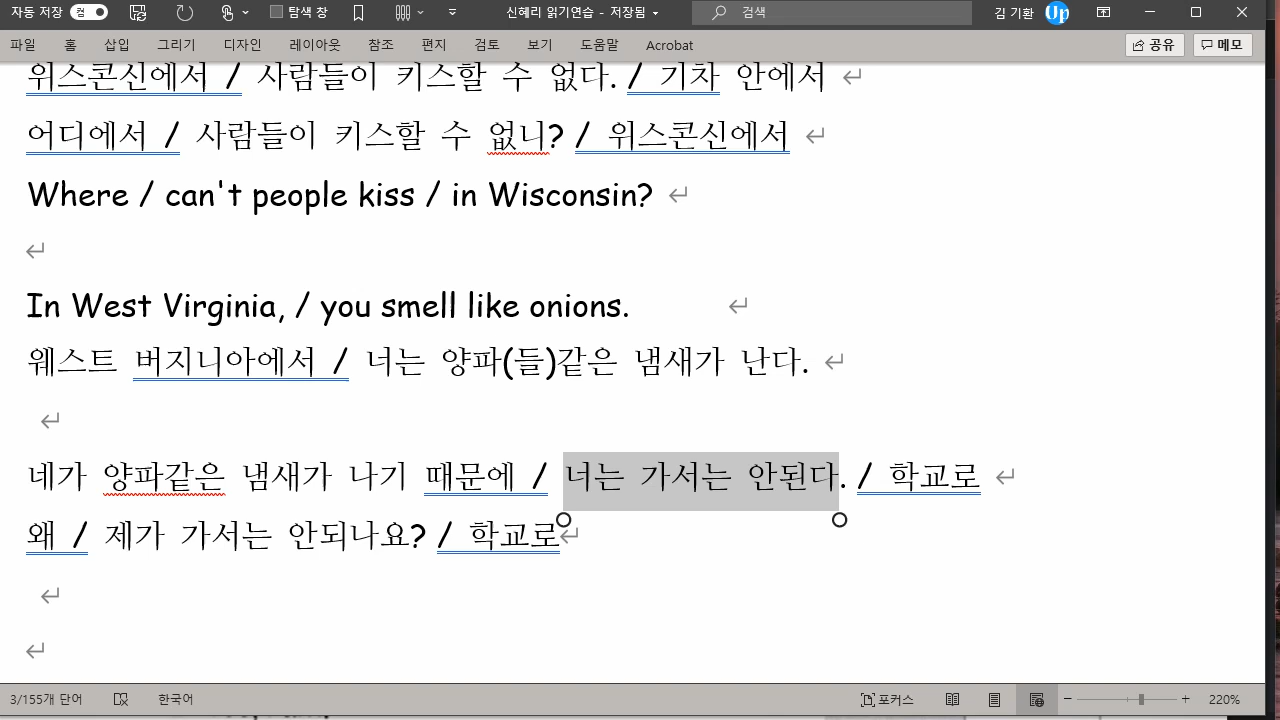 자동 저장 켬 탐색 창 신혜리 읽기연습 - 저장됨 검색 김 기환 Up
파일 홈 삽입 그리기 디자인 레이아웃 참조 편지 검토 보기 도움말 Acrobat 공유 메모
위스콘신에서 / 사람들이 키스할 수 없다. / 기차 안에서
어디에서 / 사람들이 키스할 수 없니? / 위스콘신에서
Where / can't people kiss / in Wisconsin?
In West Virginia, / you smell like onions.
웨스트 버지니아에서 / 너는 양파(들)같은 냄새가 난다.
네가 양파같은 냄새가 나기 때문에 / 너는 가서는 안된다. / 학교로
왜 / 제가 가서는 안되나요? / 학교로
3/155개 단어 한국어 포커스 220%